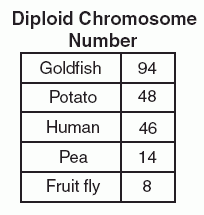 Diploid Chromosome
Number
Goldfish 94
Potato 48
Human 46
Pea 14
Fruit fly 8